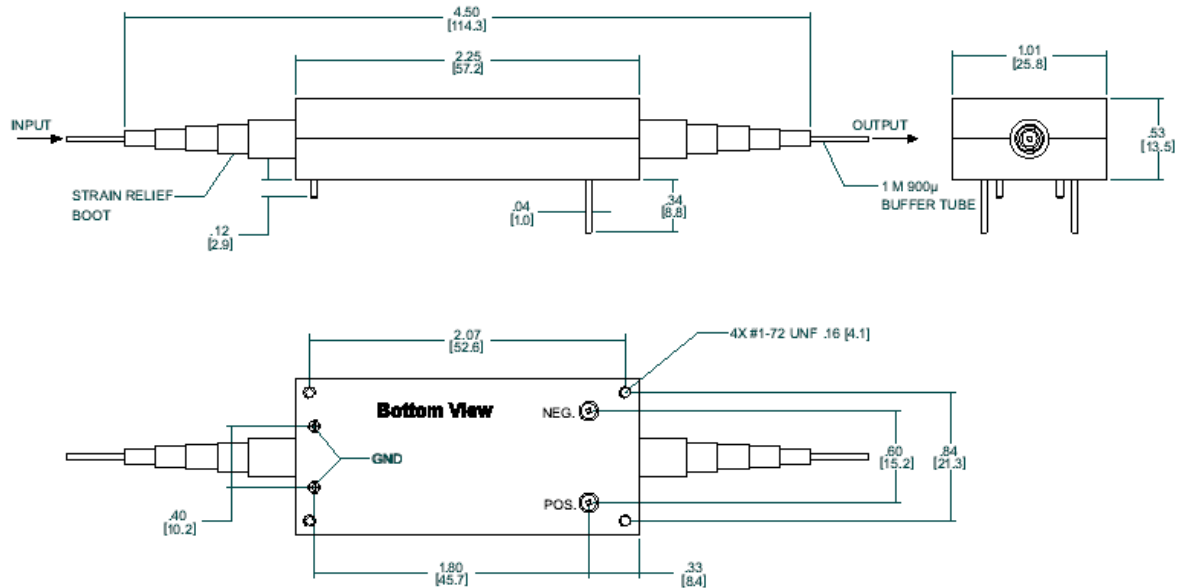 4.50
[114.3]
2.25
[57.2]
1.01
[25.8]
INPUT
OUTPUT
.53
[13.5]
STRAIN RELIEF
BOOT
1 M 900µ
BUFFER TUBE
.12
[2.9]
.04
[1.0]
.34
[8.8]
2.07
[52.6]
4X #1-72 UNF .16 [4.1]
Bottom View
NEG.
GND
.60
[15.2]
.84
[21.3]
POS.
.40
[10.2]
1.80
[45.7]
.33
[8.4]